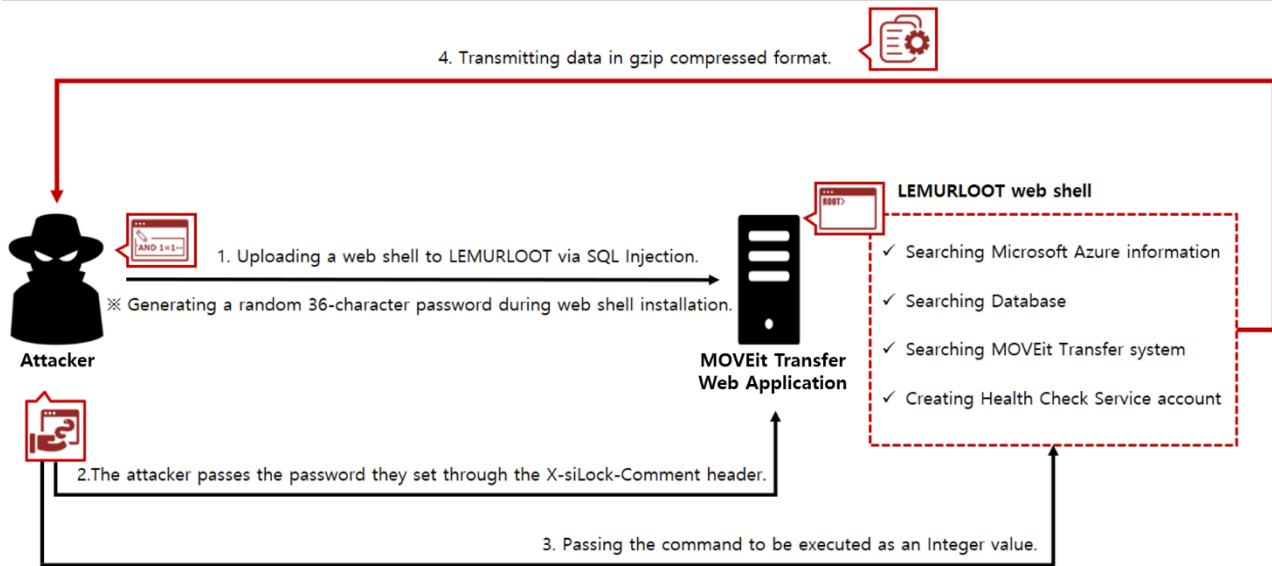 4. Transmitting data in gzip compressed format.
ROOT>
LEMURLOOT web shell
'AND 1=1--
1. Uploading a web shell to LEMURLOOT via SQL Injection.
※ Generating a random 36-character password during web shell installation.
✓ Searching Microsoft Azure information
✓ Searching Database
✓ Searching MOVEit Transfer system
✓ Creating Health Check Service account
Attacker
MOVEit Transfer
Web Application
2.The attacker passes the password they set through the X-siLock-Comment header.
3. Passing the command to be executed as an Integer value.